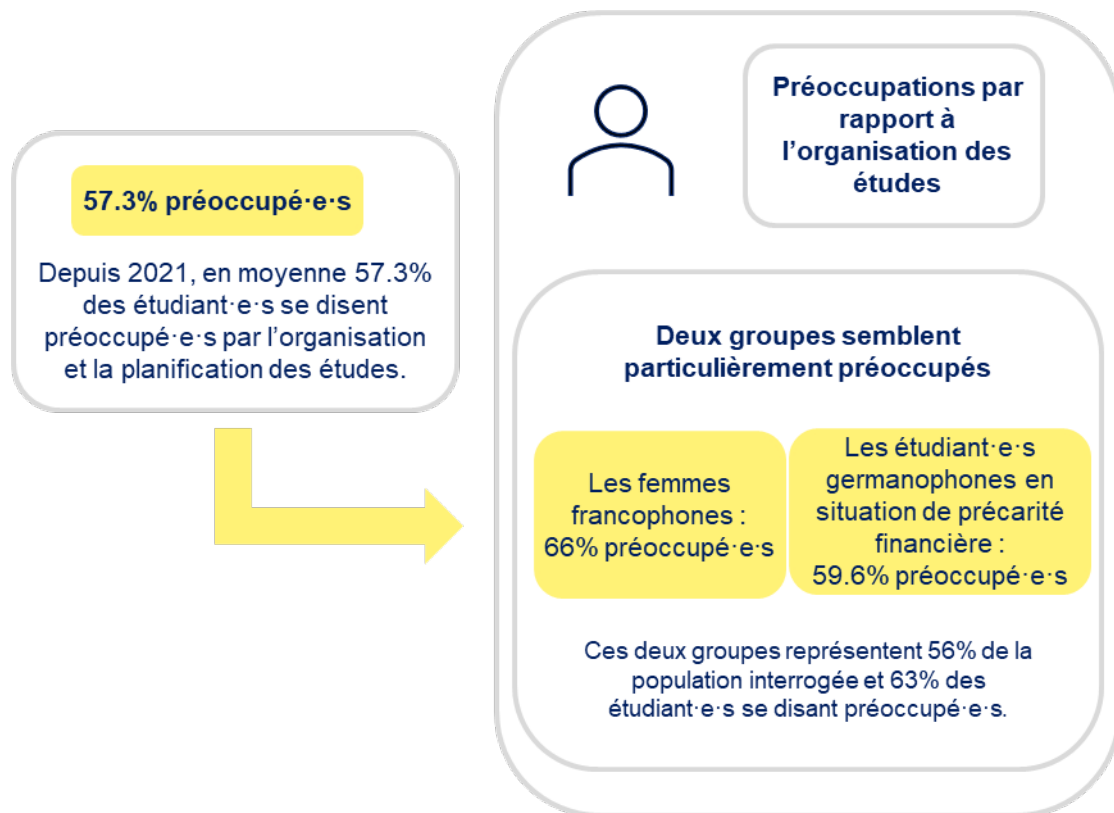 57.3% préoccupé·e·s
Depuis 2021, en moyenne 57.3%
des étudiant·e·s se disent
préoccupé·e·s par l'organisation
et la planification des études.
Préoccupations par
rapport à
l'organisation des
études
Deux groupes semblent
particulièrement préoccupés
Les femmes
francophones :
66% préoccupé·e·s
Les étudiant·e·s
germanophones en
situation de précarité
financière :
59.6% préoccupé·e·s
Ces deux groupes représentent 56% de la
population interrogée et 63% des
étudiant·e·s se disant préoccupé·e·s.